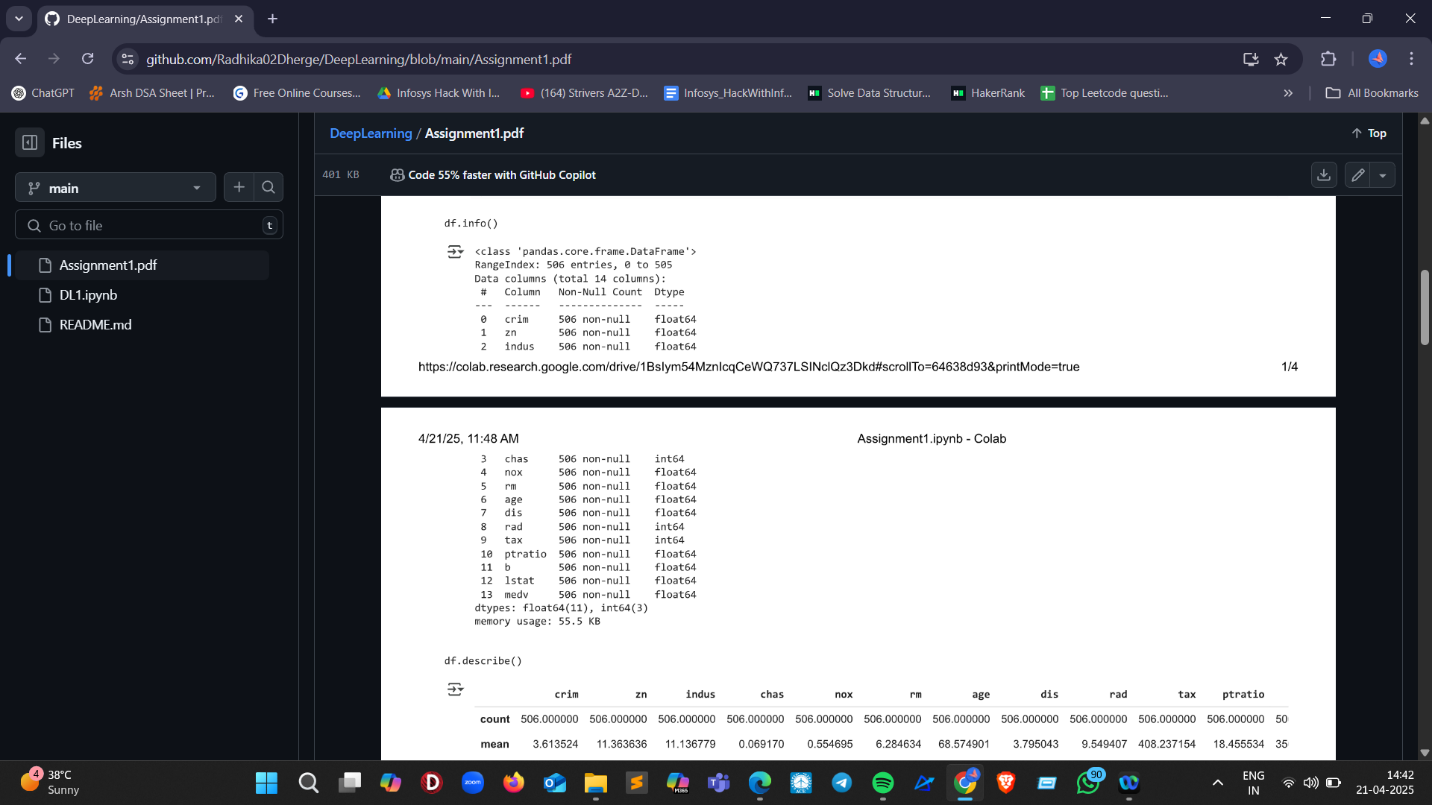 DeepLearning/Assignment1.pdf
github.com/Radhika02Dherge/DeepLearning/blob/main/Assignment1.pdf
ChatGPT
Arsh DSA Sheet | Pr...
Free Online Courses...
Infosys Hack With I...
(164) Strivers A2Z-D...
Infosys_HackWithInf...
Solve Data Structur...
HakerRank
Top Leetcode questi...
»
All Bookmarks
Files
main
Go to file
t
Assignment1.pdf
DL1.ipynb
README.md
DeepLearning / Assignment1.pdf
Top
401 KB
Code 55% faster with GitHub Copilot
df.info()
<class 'pandas.core.frame.DataFrame'>
RangeIndex: 506 entries, 0 to 505
Data columns (total 14 columns):
# Column Non-Null Count Dtype
--- ------ -------------- -----
0 crim 506 non-null float64
1 zn 506 non-null float64
2 indus 506 non-null float64
https://colab.research.google.com/drive/1BsIym54MznIcqCeWQ737LSINclQz3Dkd#scrollTo=64638d93&printMode=true 1/4
4/21/25, 11:48 AM Assignment1.ipynb - Colab
3 chas 506 non-null int64
4 nox 506 non-null float64
5 rm 506 non-null float64
6 age 506 non-null float64
7 dis 506 non-null float64
8 rad 506 non-null int64
9 tax 506 non-null int64
10 ptratio 506 non-null float64
11 b 506 non-null float64
12 lstat 506 non-null float64
13 medv 506 non-null float64
dtypes: float64(11), int64(3)
memory usage: 55.5 KB
df.describe()
crim zn indus chas nox rm age dis rad tax ptratio
count 506.000000 506.000000 506.000000 506.000000 506.000000 506.000000 506.000000 506.000000 506.000000 506.000000 506.000000 50
mean 3.613524 11.363636 11.136779 0.069170 0.554695 6.284634 68.574901 3.795043 9.549407 408.237154 18.455534 35
4
38°C
Sunny
zoom
90
ENG
IN
14:42
21-04-2025